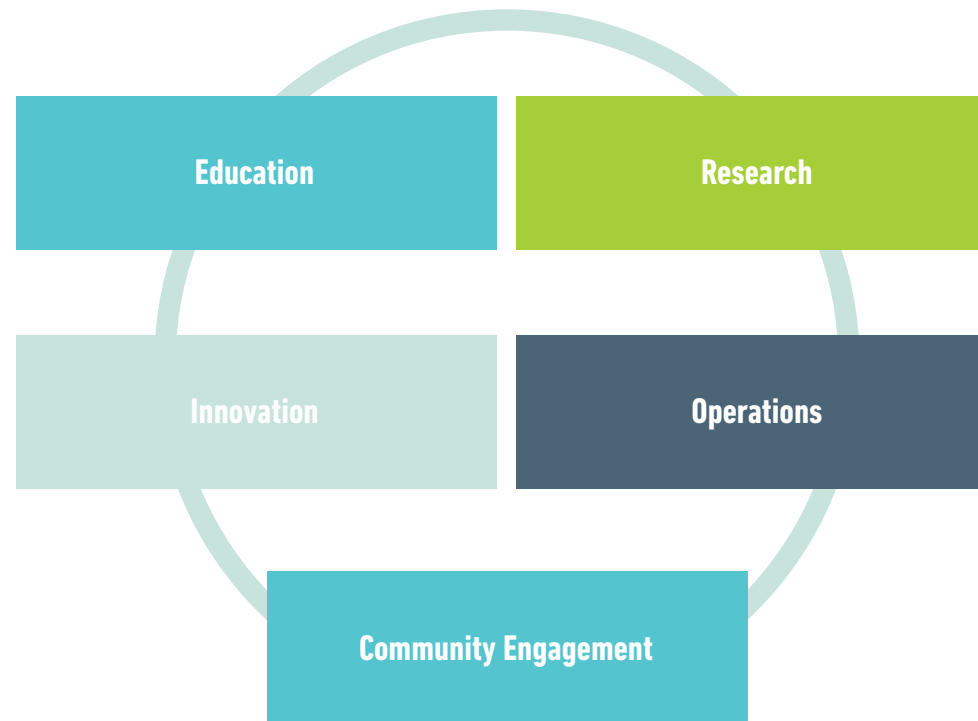 Education
Research
Innovation
Operations
Community Engagement